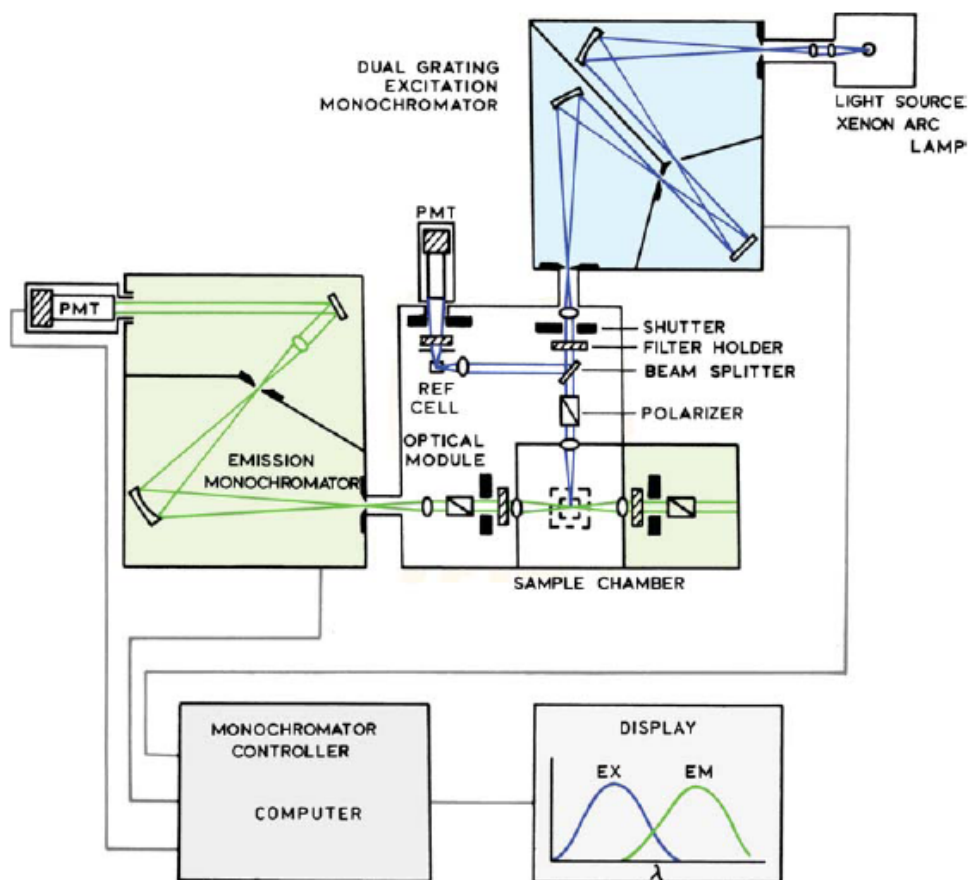 DUAL GRATING
EXCITATION
MONOCHROMATOR
LIGHT SOURCE
XENON ARC
LAMP
PMT
PMT
SHUTTER
FILTER HOLDER
BEAM SPLITTER
REF
CELL
POLARIZER
OPTICAL
MODULE
EMISSION
MONOCHROMATOR
SAMPLE CHAMBER
MONOCHROMATOR
CONTROLLER
COMPUTER
DISPLAY
EX
EM
λ